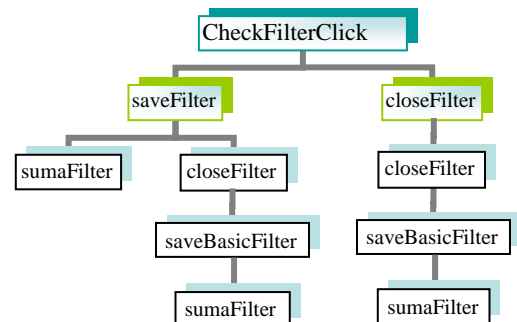 CheckFilterClick
saveFilter
closeFilter
sumaFilter
closeFilter
closeFilter
saveBasicFilter
saveBasicFilter
sumaFilter
sumaFilter